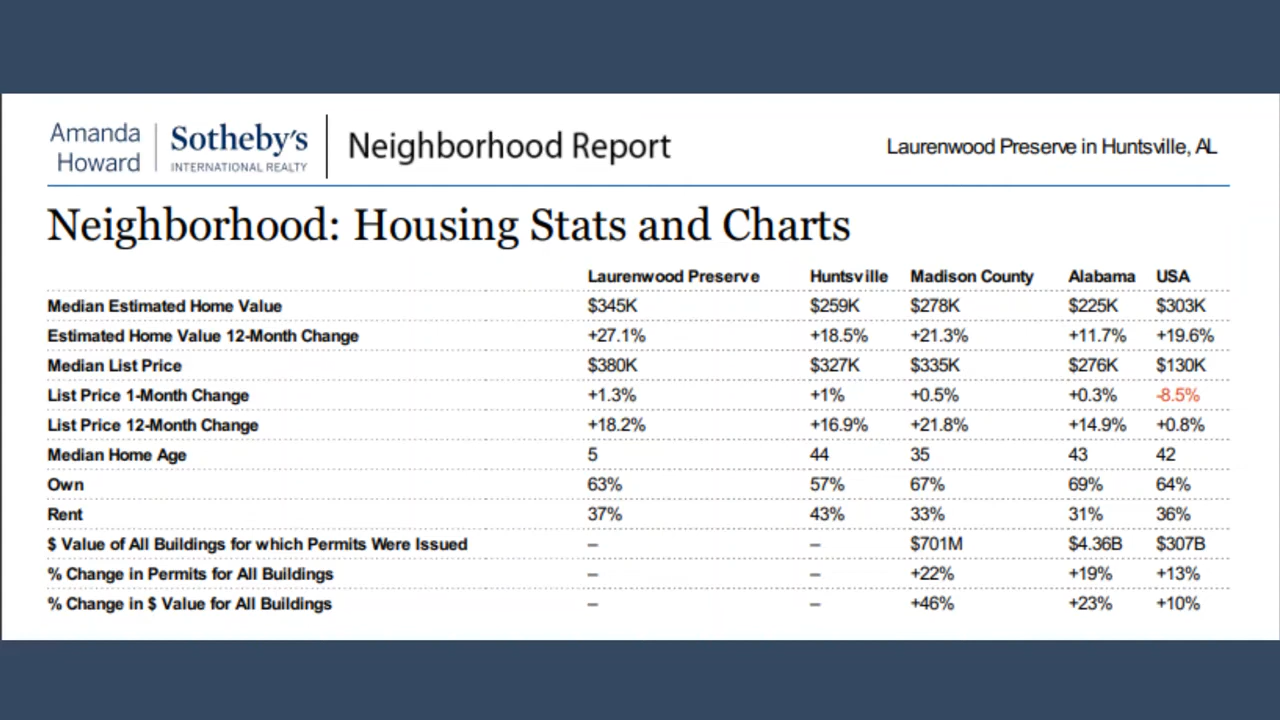 Amanda Howard
Sotheby's
INTERNATIONAL REALTY
Neighborhood Report
Laurenwood Preserve in Huntsville, AL
Neighborhood: Housing Stats and Charts
Laurenwood Preserve Huntsville Madison County Alabama USA
Median Estimated Home Value $345K $259K $278K $225K $303K
Estimated Home Value 12-Month Change +27.1% +18.5% +21.3% +11.7% +19.6%
Median List Price $380K $327K $335K $276K $130K
List Price 1-Month Change +1.3% +1% +0.5% +0.3% -8.5%
List Price 12-Month Change +18.2% +16.9% +21.8% +14.9% +0.8%
Median Home Age 5 44 35 43 42
Own 63% 57% 67% 69% 64%
Rent 37% 43% 33% 31% 36%
$ Value of All Buildings for which Permits Were Issued – – $701M $4.36B $307B
% Change in Permits for All Buildings – – +22% +19% +13%
% Change in $ Value for All Buildings – – +46% +23% +10%